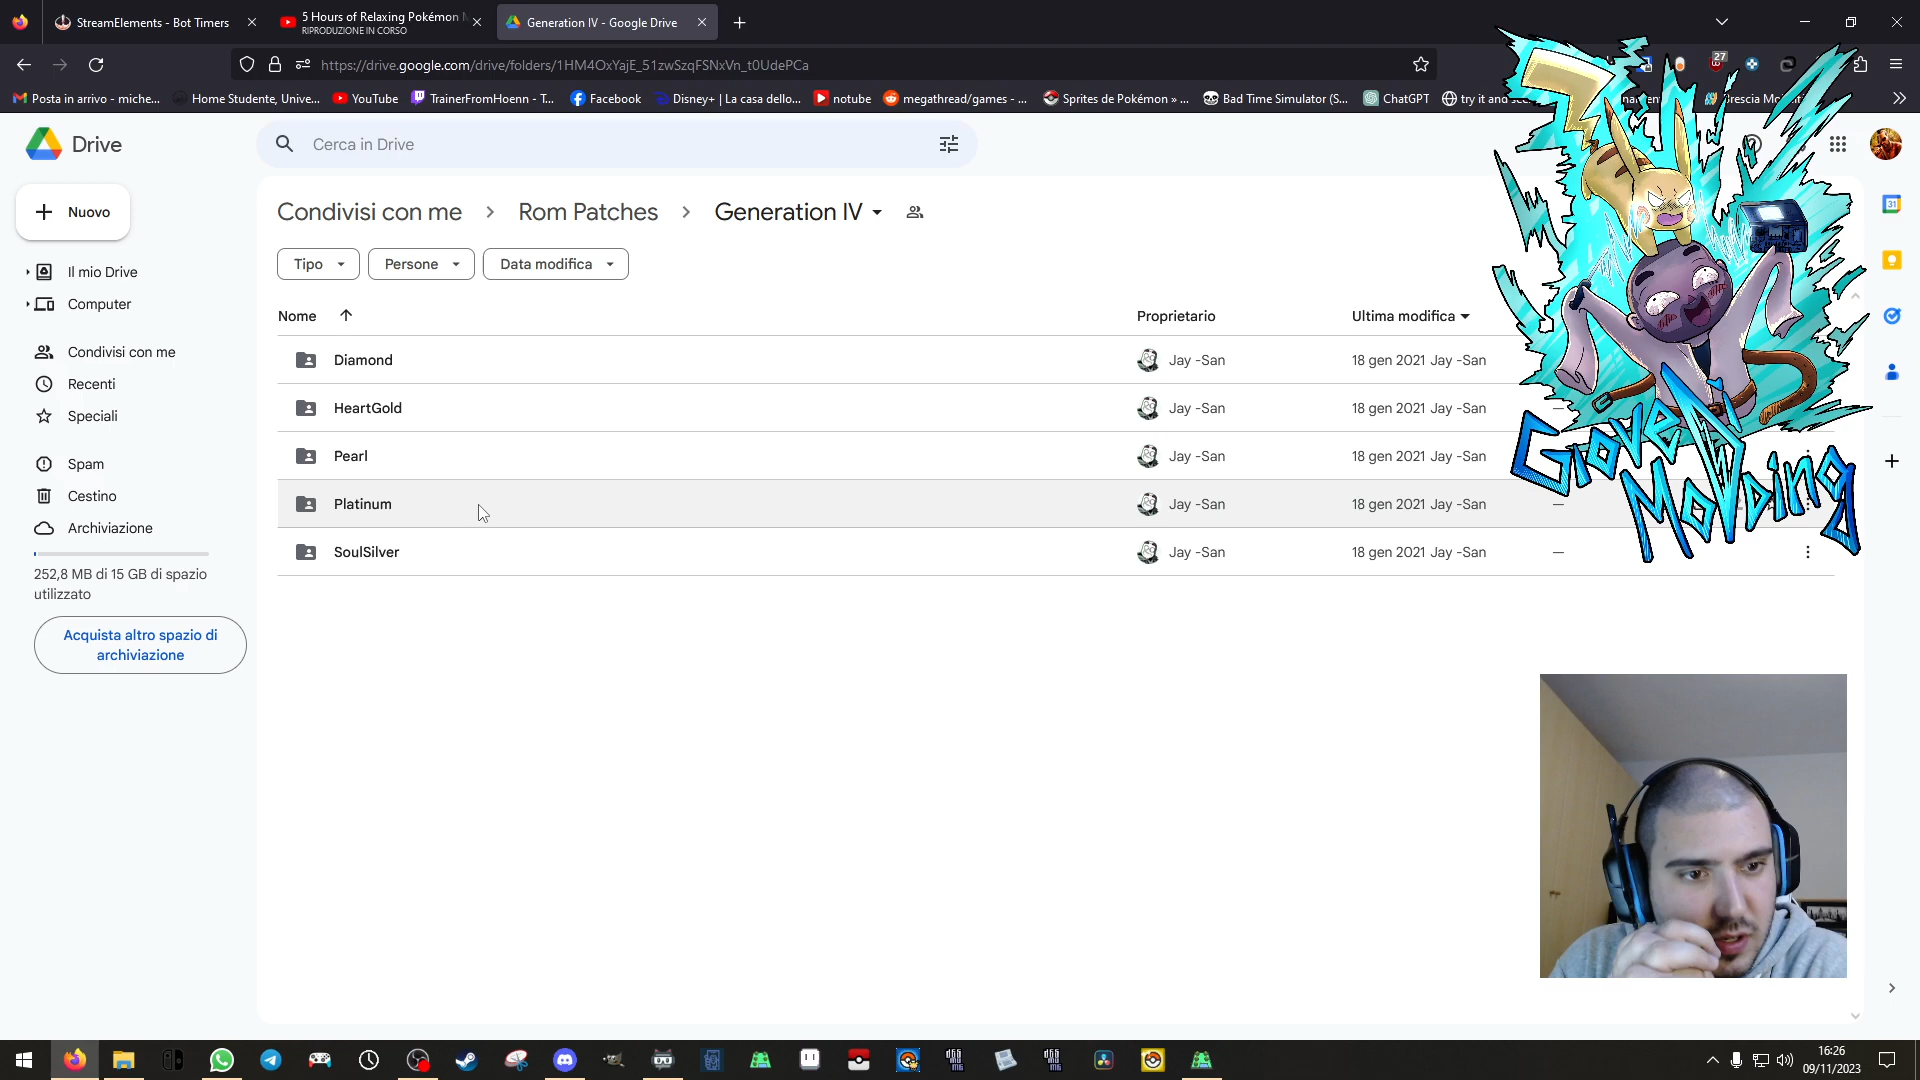 StreamElements - Bot Timers
5 Hours of Relaxing Pokémon
RIPRODUZIONE IN CORSO
Generation IV - Google Drive
https://drive.google.com/drive/folders/1HM4OxYajE_51zwSzqFSNxVn_t0UdePCa
27
Posta in arrivo - miche...
Home Studente, Unive...
YouTube
TrainerFromHoenn - T...
Facebook
Disney+ | La casa dello...
notube
megathread/games - ...
Sprites de Pokémon » ...
Bad Time Simulator (S...
ChatGPT
Drive
Cerca in Drive
Nuovo
Il mio Drive
Computer
Condivisi con me
Recenti
Speciali
Spam
Cestino
Archiviazione
252,8 MB di 15 GB di spazio
utilizzato
Acquista altro spazio di
archiviazione
Condivisi con me > Rom Patches > Generation IV
Tipo
Persone
Data modifica
Nome
Proprietario
Ultima modifica
Diamond
Jay -San
18 gen 2021 Jay -San
HeartGold
Jay -San
18 gen 2021 Jay -San
—
Pearl
Jay -San
18 gen 2021 Jay -San
Platinum
Jay -San
18 gen 2021 Jay -San
—
SoulSilver
Jay -San
18 gen 2021 Jay -San
—
31
Giovedì
Modding
16:26
09/11/2023